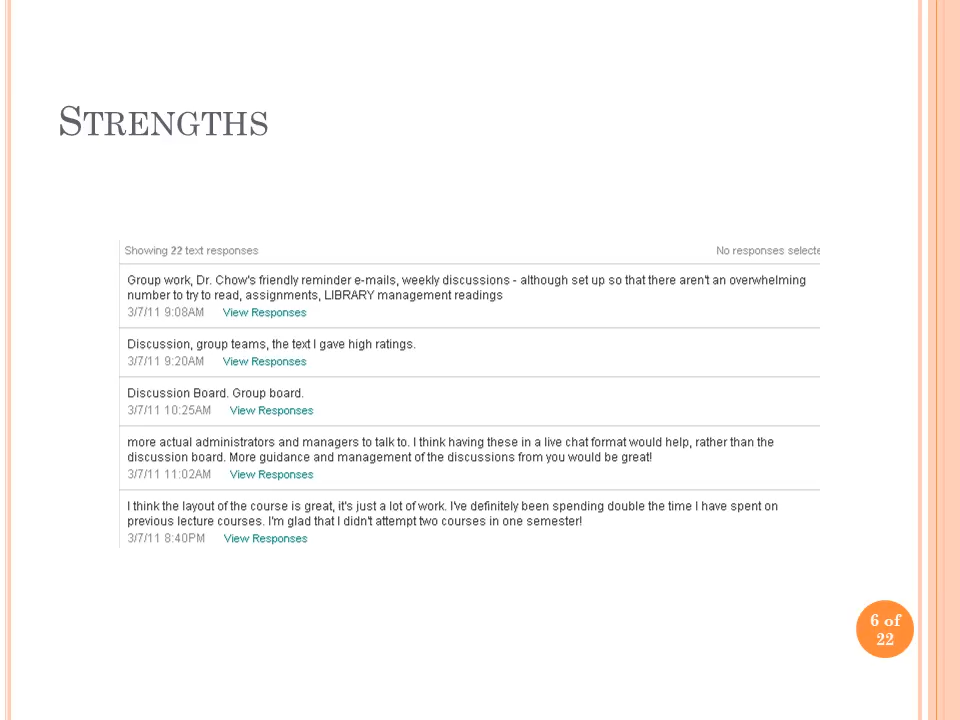 STRENGTHS
Showing 22 text responses
No responses selecte
Group work, Dr. Chow's friendly reminder e-mails, weekly discussions - although set up so that there aren't an overwhelming
number to try to read, assignments, LIBRARY management readings
3/7/11 9:08AM View Responses
Discussion, group teams, the text I gave high ratings.
3/7/11 9:20AM View Responses
Discussion Board. Group board.
3/7/11 10:25AM View Responses
more actual administrators and managers to talk to. I think having these in a live chat format would help, rather than the
discussion board. More guidance and management of the discussions from you would be great!
3/7/11 11:02AM View Responses
I think the layout of the course is great, it's just a lot of work. I've definitely been spending double the time I have spent on
previous lecture courses. I'm glad that I didn't attempt two courses in one semester!
3/7/11 8:40PM View Responses
6 of
22